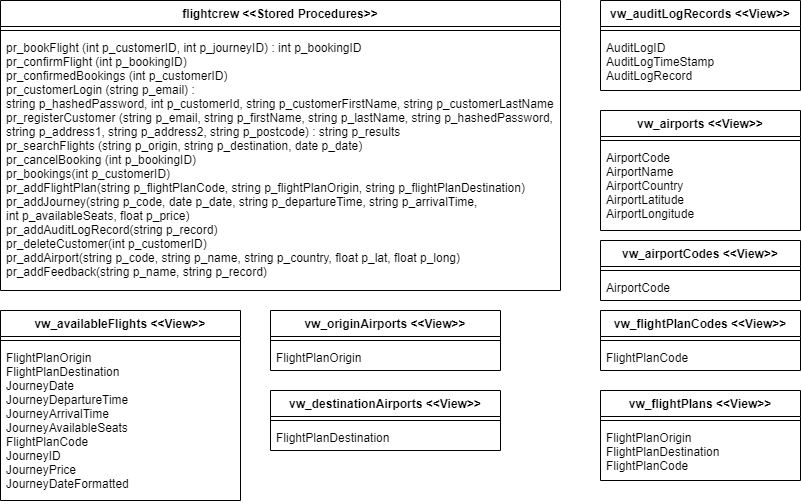 flightcrew <<Stored Procedures>>
pr_bookFlight (int p_customerID, int p_journeyID) : int p_bookingID
pr_confirmFlight (int p_bookingID)
pr_confirmedBookings (int p_customerID)
pr_customerLogin (string p_email) :
string p_hashedPassword, int p_customerId, string p_customerFirstName, string p_customerLastName
pr_registerCustomer (string p_email, string p_firstName, string p_lastName, string p_hashedPassword,
string p_address1, string p_address2, string p_postcode) : string p_results
pr_searchFlights (string p_origin, string p_destination, date p_date)
pr_cancelBooking (int p_bookingID)
pr_bookings(int p_customerID)
pr_addFlightPlan(string p_flightPlanCode, string p_flightPlanOrigin, string p_flightPlanDestination)
pr_addJourney(string p_code, date p_date, string p_departureTime, string p_arrivalTime,
int p_availableSeats, float p_price)
pr_addAuditLogRecord(string p_record)
pr_deleteCustomer(int p_customerID)
pr_addAirport(string p_code, string p_name, string p_country, float p_lat, float p_long)
pr_addFeedback(string p_name, string p_record)
vw_auditLogRecords <<View>>
AuditLogID
AuditLogTimeStamp
AuditLogRecord
vw_airports <<View>>
AirportCode
AirportName
AirportCountry
AirportLatitude
AirportLongitude
vw_airportCodes <<View>>
AirportCode
vw_availableFlights <<View>>
FlightPlanOrigin
FlightPlanDestination
JourneyDate
JourneyDepartureTime
JourneyArrivalTime
JourneyAvailableSeats
FlightPlanCode
JourneyID
JourneyPrice
JourneyDateFormatted
vw_originAirports <<View>>
FlightPlanOrigin
vw_destinationAirports <<View>>
FlightPlanDestination
vw_flightPlanCodes <<View>>
FlightPlanCode
vw_flightPlans <<View>>
FlightPlanOrigin
FlightPlanDestination
FlightPlanCode